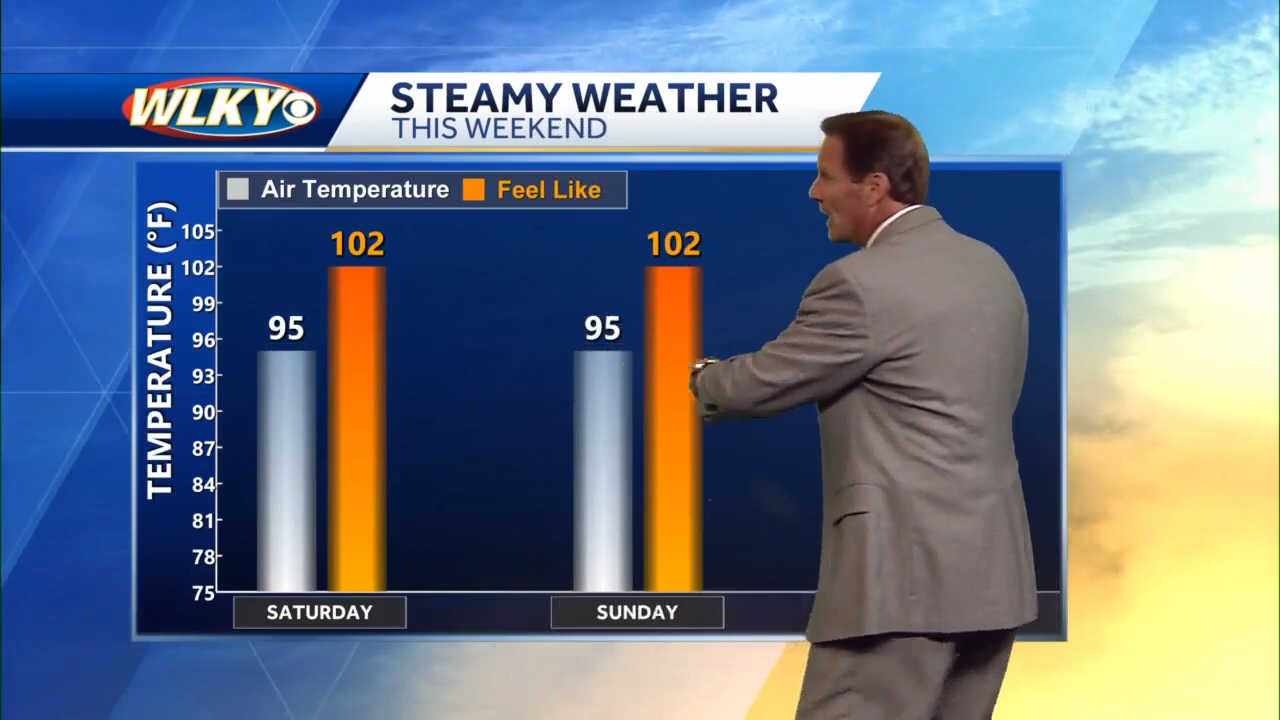 WLKY
STEAMY WEATHER
THIS WEEKEND
Air Temperature Feel Like
TEMPERATURE (°F)
105
102
99
96
93
90
87
84
81
78
75
95
102
95
102
SATURDAY
SUNDAY